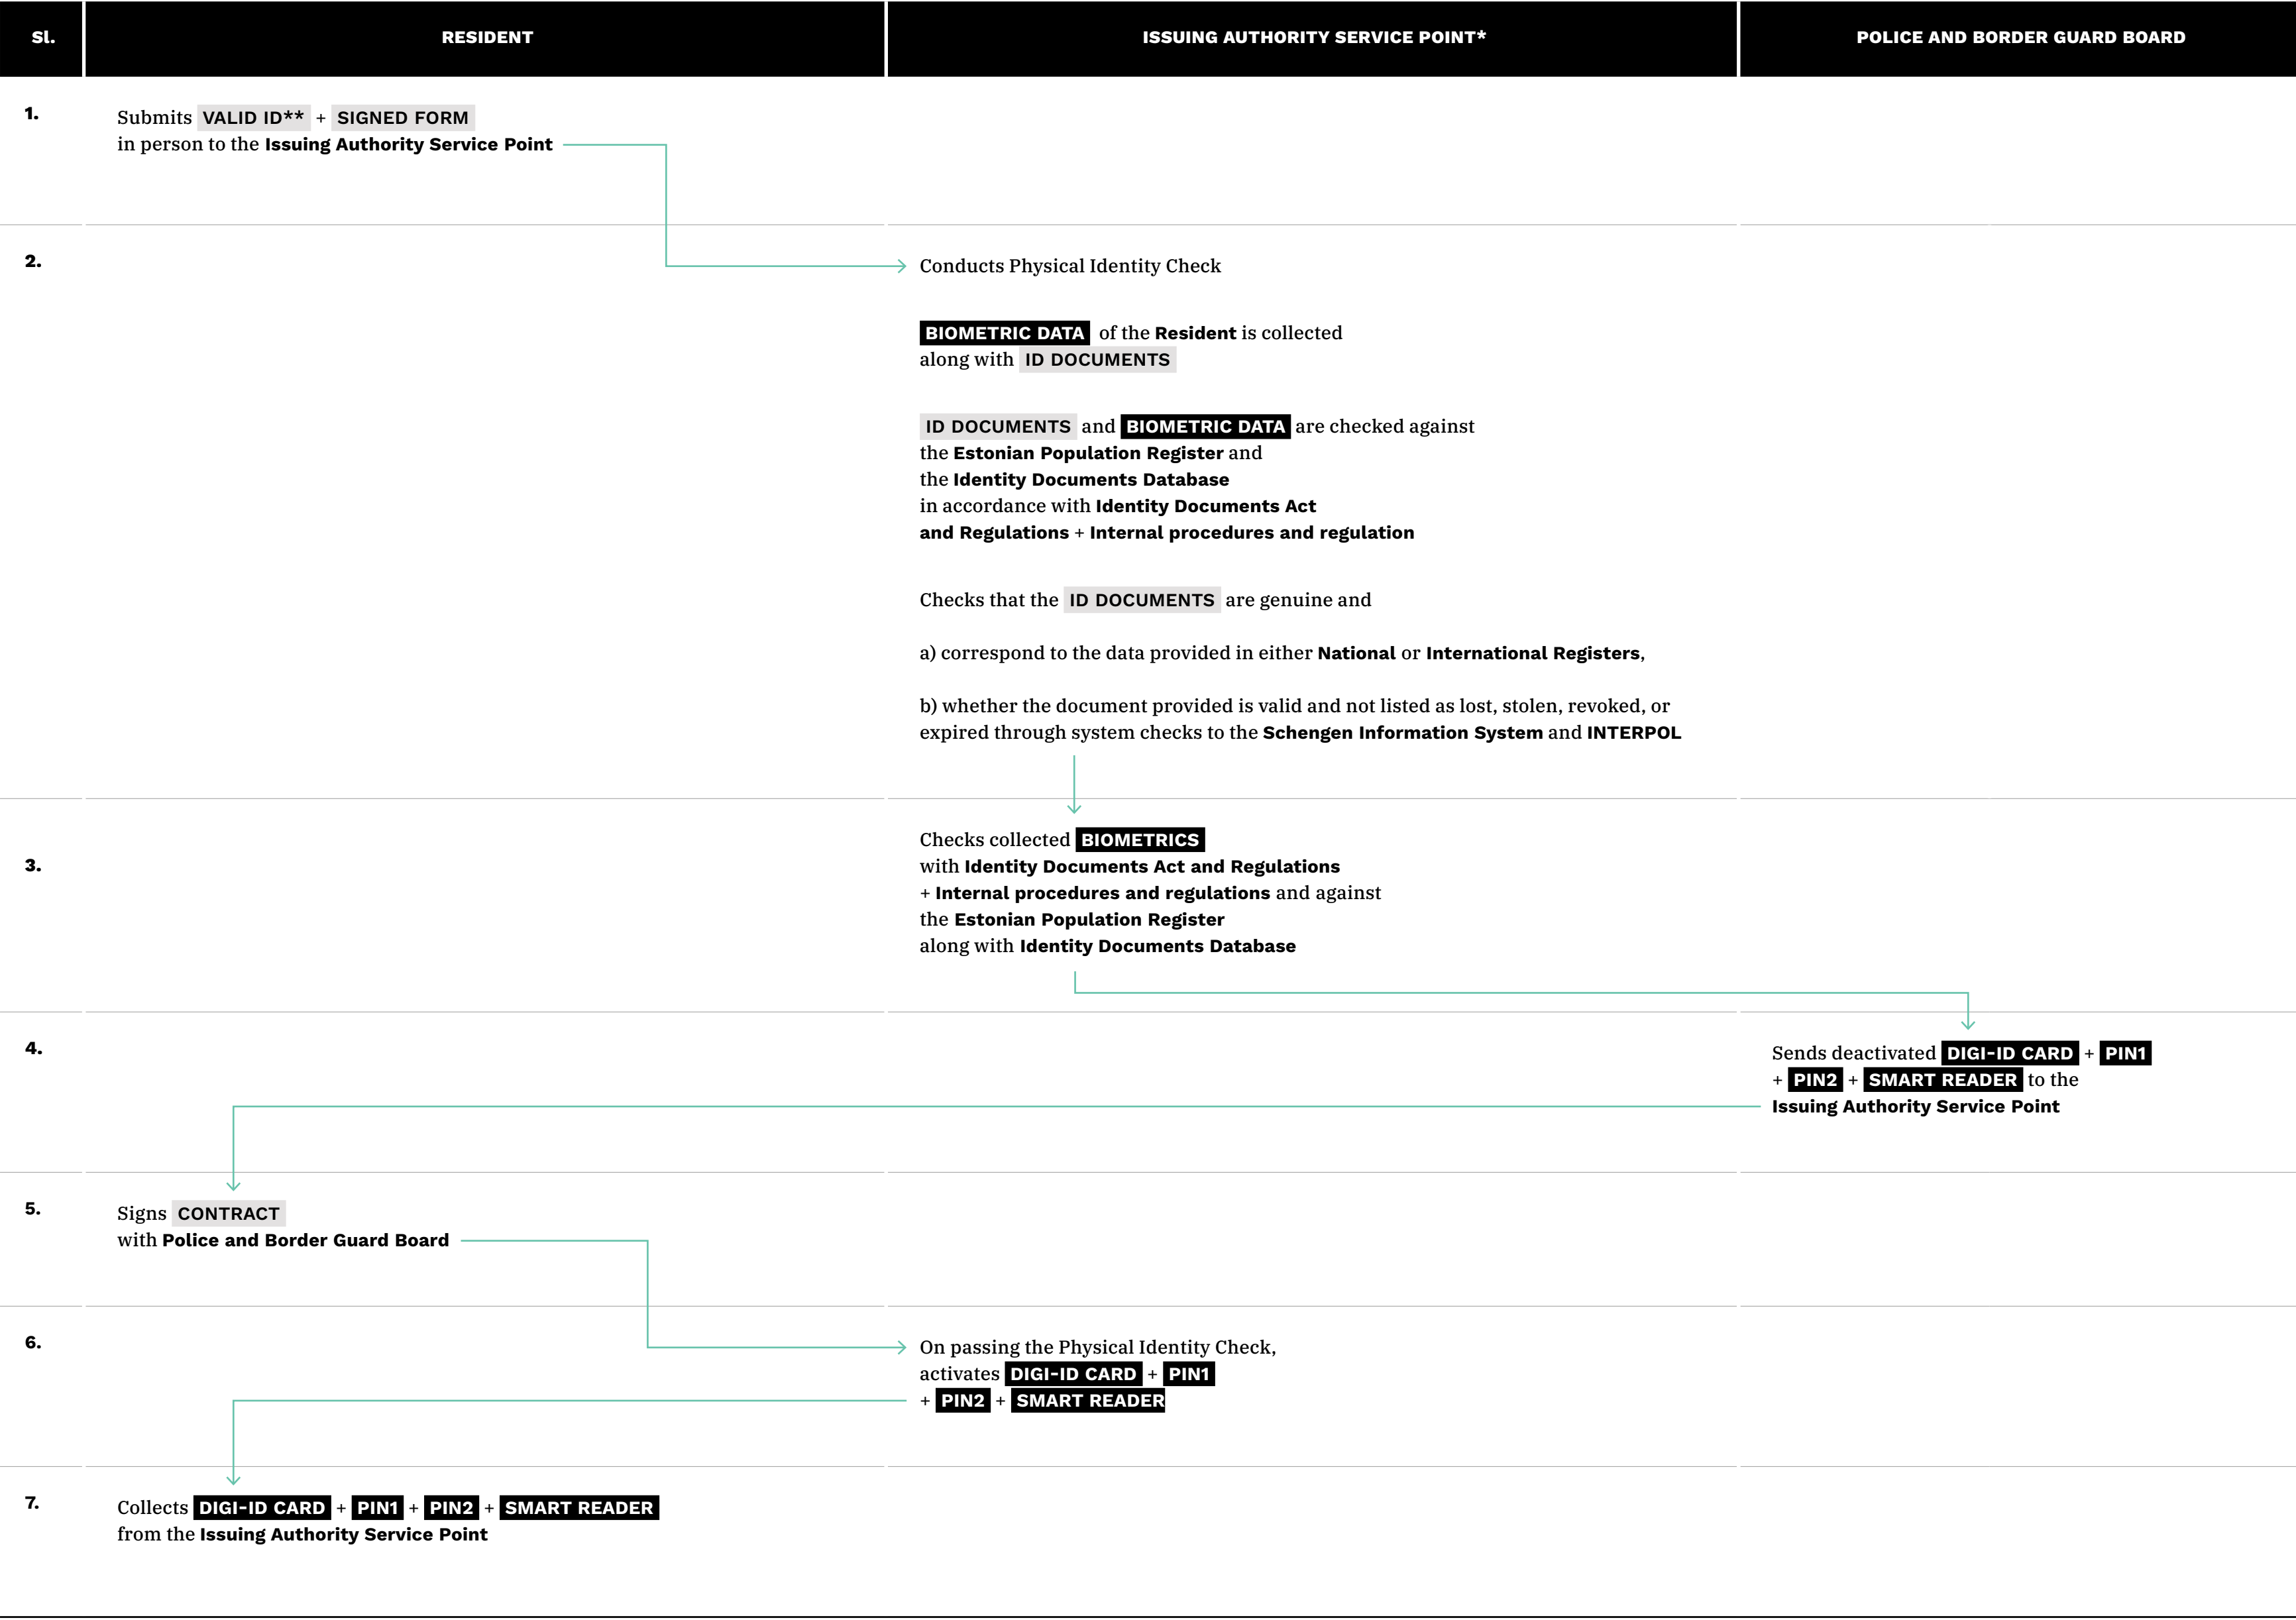 Sl.
RESIDENT
ISSUING AUTHORITY SERVICE POINT*
POLICE AND BORDER GUARD BOARD
1.
Submits VALID ID** + SIGNED FORM
in person to the Issuing Authority Service Point
2.
Conducts Physical Identity Check
BIOMETRIC DATA of the Resident is collected
along with ID DOCUMENTS
ID DOCUMENTS and BIOMETRIC DATA are checked against
the Estonian Population Register and
the Identity Documents Database
in accordance with Identity Documents Act
and Regulations + Internal procedures and regulation
Checks that the ID DOCUMENTS are genuine and
a) correspond to the data provided in either National or International Registers,
b) whether the document provided is valid and not listed as lost, stolen, revoked, or
expired through system checks to the Schengen Information System and INTERPOL
3.
Checks collected BIOMETRICS
with Identity Documents Act and Regulations
+ Internal procedures and regulations and against
the Estonian Population Register
along with Identity Documents Database
4.
Sends deactivated DIGI-ID CARD + PIN1
+ PIN2 + SMART READER to the
Issuing Authority Service Point
5.
Signs CONTRACT
with Police and Border Guard Board
6.
On passing the Physical Identity Check,
activates DIGI-ID CARD + PIN1
+ PIN2 + SMART READER
7.
Collects DIGI-ID CARD + PIN1 + PIN2 + SMART READER
from the Issuing Authority Service Point